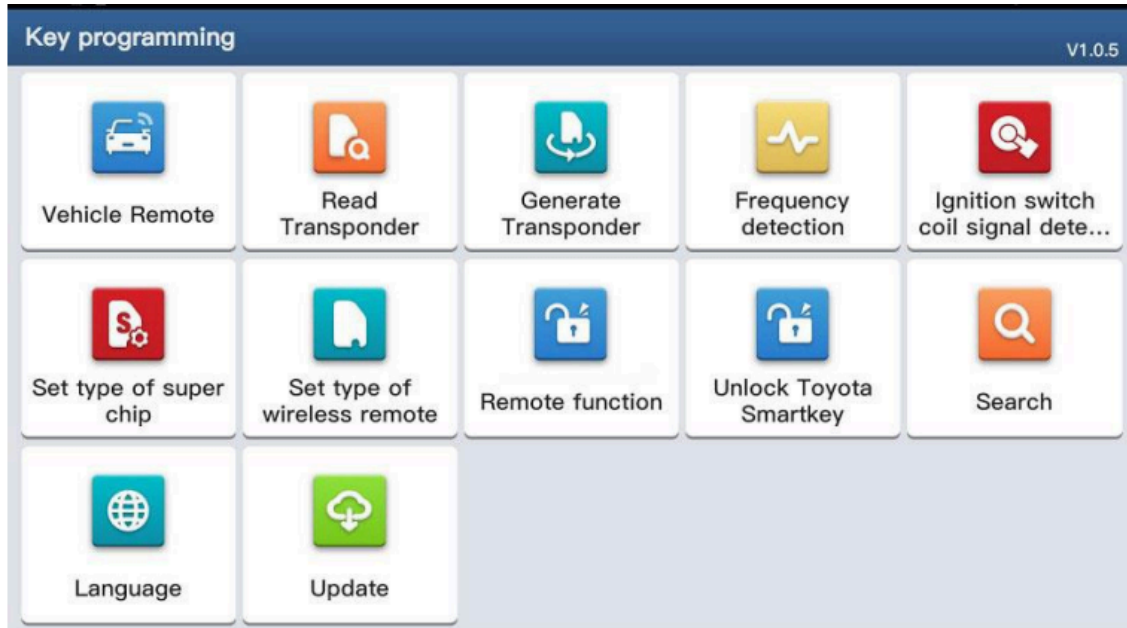 Key programming
V1.0.5
Vehicle Remote
Read
Transponder
Generate
Transponder
Frequency
detection
Ignition switch
coil signal dete...
Set type of super
chip
Set type of
wireless remote
Remote function
Unlock Toyota
Smartkey
Search
Language
Update